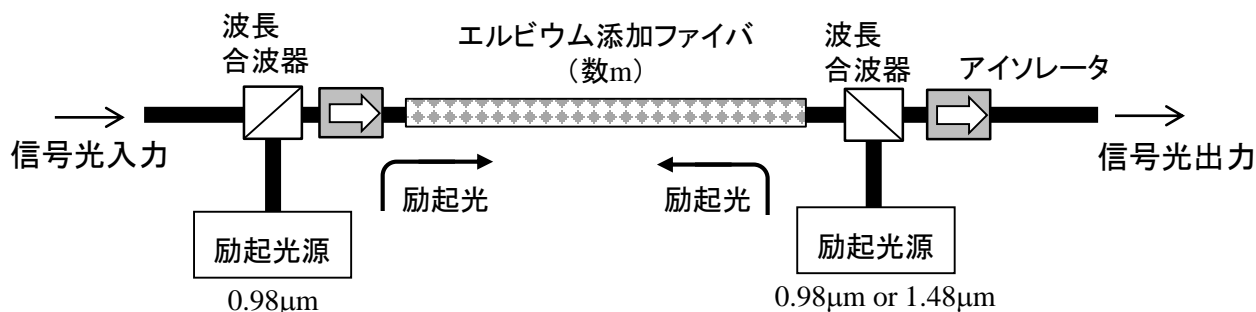 エルビウム添加ファイバ
（数m）
波長
合波器
波長
合波器
アイソレータ
信号光入力
信号光出力
励起光
励起光
励起光源
励起光源
0.98μm
0.98μm or 1.48μm